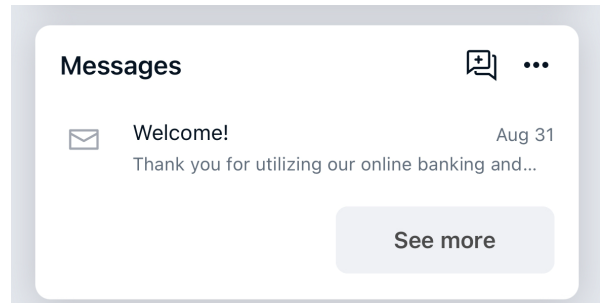 Messages
Welcome!
Aug 31
Thank you for utilizing our online banking and...
See more